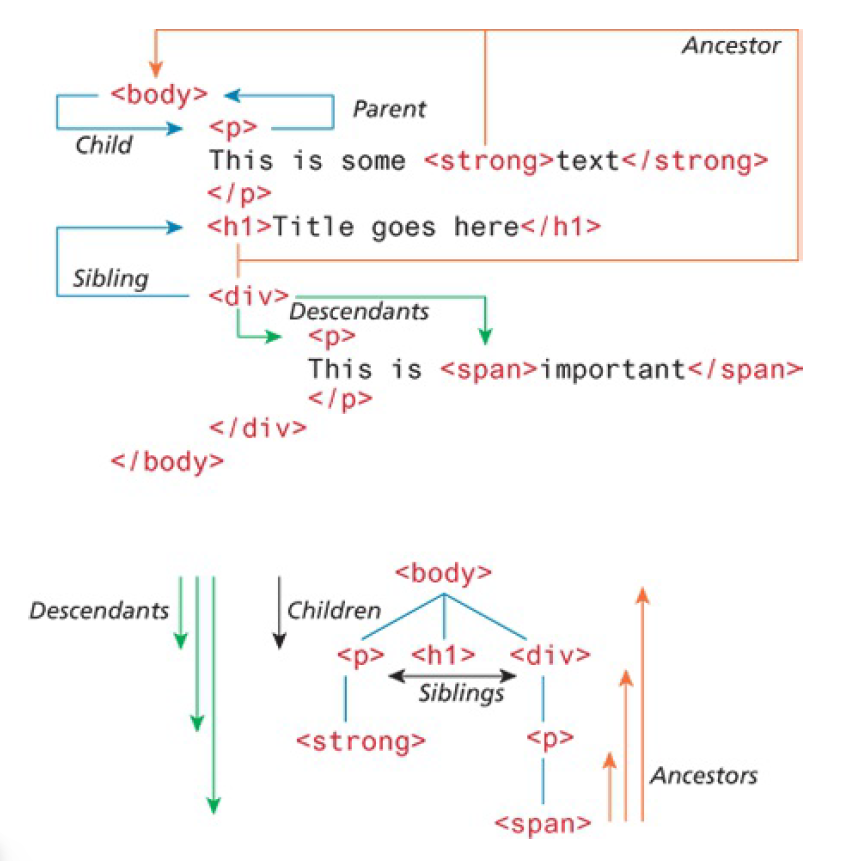 Ancestor
<body>
Parent
<p>
Child
This is some <strong>text</strong>
</p>
<h1>Title goes here</h1>
Sibling
<div>
Descendants
<p>
This is <span>important</span>
</p>
</div>
</body>
<body>
Descendants
Children
<p> <h1> <div>
Siblings
<strong>
<p>
Ancestors
<span>